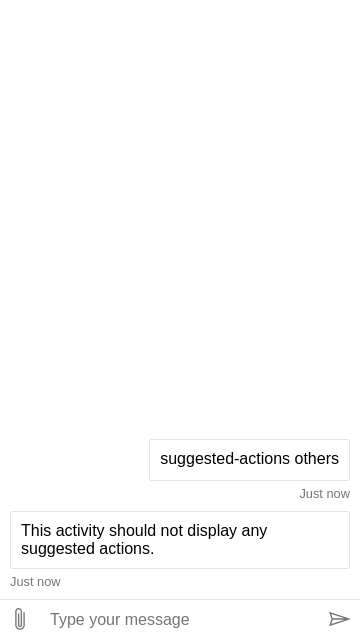 suggested-actions others
Just now
This activity should not display any
suggested actions.
Just now
Type your message